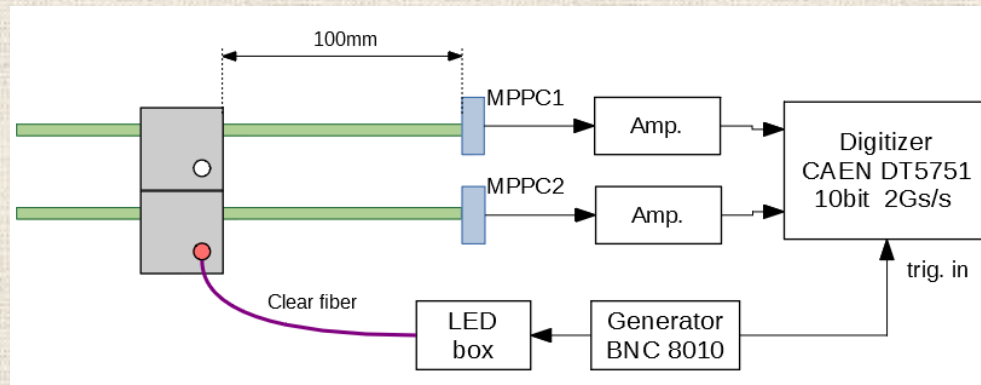 100mm
MPPC1
Amp.
Digitizer
CAEN DT5751
10bit  2Gs/s
MPPC2
Amp.
trig. in
Clear fiber
LED
box
Generator
BNC 8010